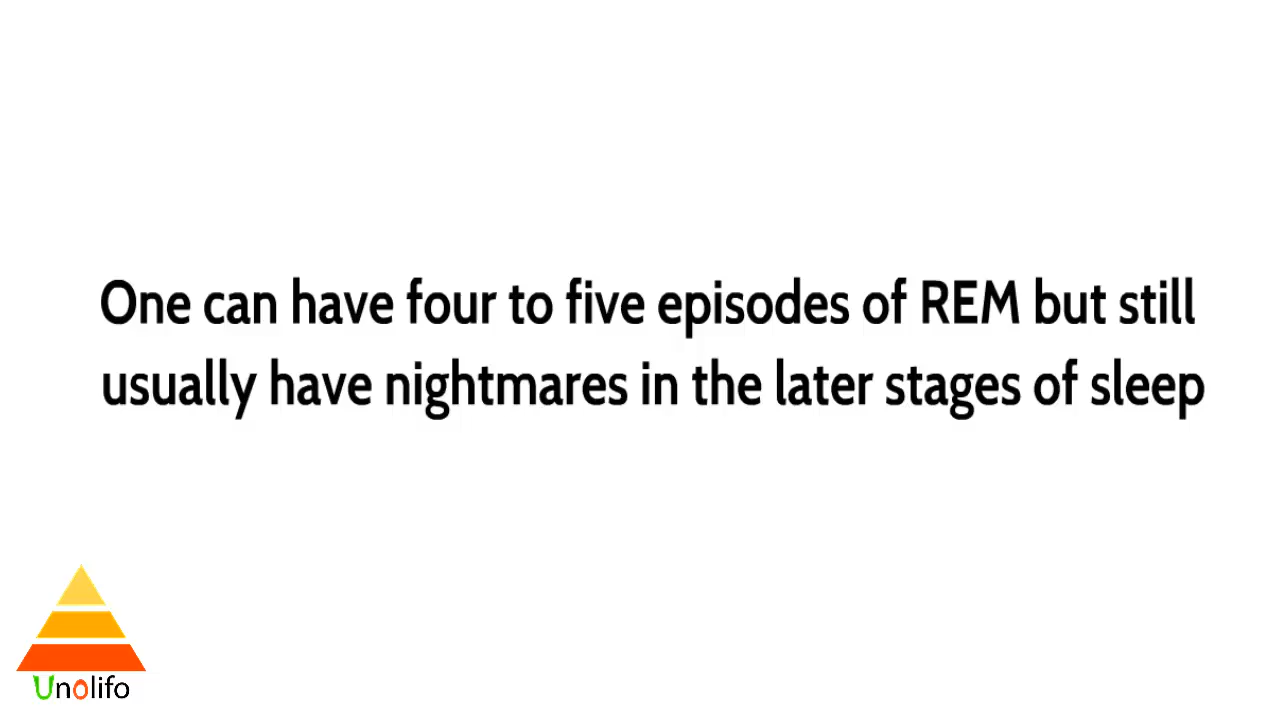 One can have four to five episodes of REM but still
usually have nightmares in the later stages of sleep
Unolifo